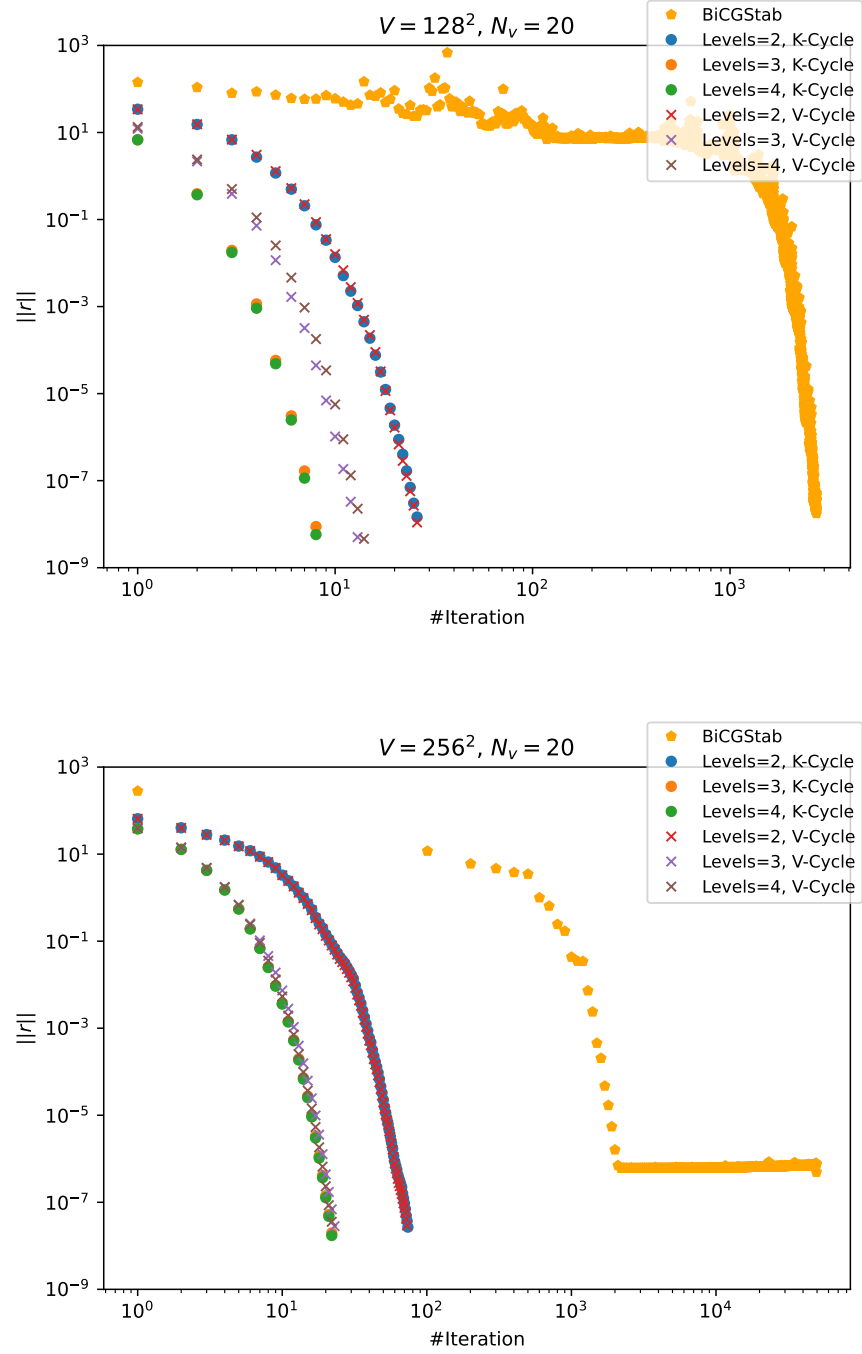 V = 128², Nᵥ = 20
BiCGStab
Levels=2, K-Cycle
Levels=3, K-Cycle
Levels=4, K-Cycle
Levels=2, V-Cycle
Levels=3, V-Cycle
Levels=4, V-Cycle
10³
10¹
10⁻¹
10⁻³
10⁻⁵
10⁻⁷
10⁻⁹
||r||
10⁰ 10¹ 10² 10³
#Iteration
V = 256², Nᵥ = 20
BiCGStab
Levels=2, K-Cycle
Levels=3, K-Cycle
Levels=4, K-Cycle
Levels=2, V-Cycle
Levels=3, V-Cycle
Levels=4, V-Cycle
10³
10¹
10⁻¹
10⁻³
10⁻⁵
10⁻⁷
10⁻⁹
||r||
10⁰ 10¹ 10² 10³ 10⁴
#Iteration